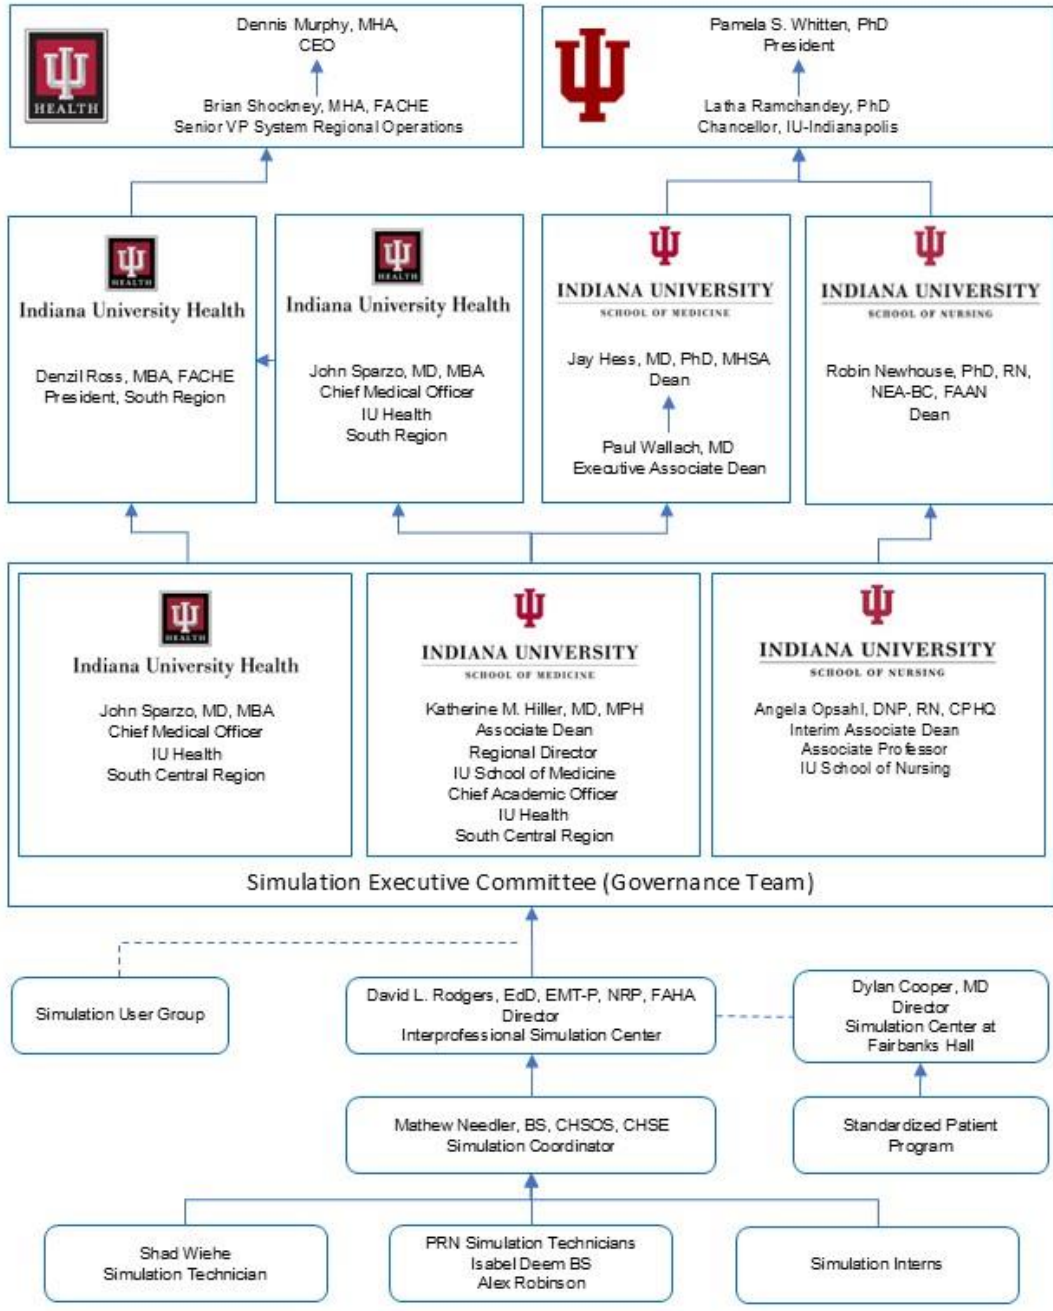 HEALTH
Dennis Murphy, MHA,
CEO
Brian Shockney, MHA, FACHE
Senior VP System Regional Operations
Pamela S. Whitten, PhD
President
Latha Ramchandey, PhD
Chancellor, IU-Indianapolis
HEALTH
Indiana University Health
Denzil Ross, MBA, FACHE
President, South Region
HEALTH
Indiana University Health
John Sparzo, MD, MBA
Chief Medical Officer
IU Health
South Region
INDIANA UNIVERSITY
SCHOOL OF MEDICINE
Jay Hess, MD, PhD, MHSA
Dean
Paul Wallach, MD
Executive Associate Dean
INDIANA UNIVERSITY
SCHOOL OF NURSING
Robin Newhouse, PhD, RN,
NEA-BC, FAAN
Dean
HEALTH
Indiana University Health
John Sparzo, MD, MBA
Chief Medical Officer
IU Health
South Central Region
INDIANA UNIVERSITY
SCHOOL OF MEDICINE
Katherine M. Hiller, MD, MPH
Associate Dean
Regional Director
IU School of Medicine
Chief Academic Officer
IU Health
South Central Region
INDIANA UNIVERSITY
SCHOOL OF NURSING
Angela Opsahl, DNP, RN, CPHQ
Interim Associate Dean
Associate Professor
IU School of Nursing
Simulation Executive Committee (Governance Team)
Simulation User Group
David L. Rodgers, EdD, EMT-P, NRP, FAHA
Director
Interprofessional Simulation Center
Dylan Cooper, MD
Director
Simulation Center at
Fairbanks Hall
Mathew Needler, BS, CHSOS, CHSE
Simulation Coordinator
Standardized Patient
Program
Shad Wiehe
Simulation Technician
PRN Simulation Technicians
Isabel Deem BS
Alex Robinson
Simulation Interns